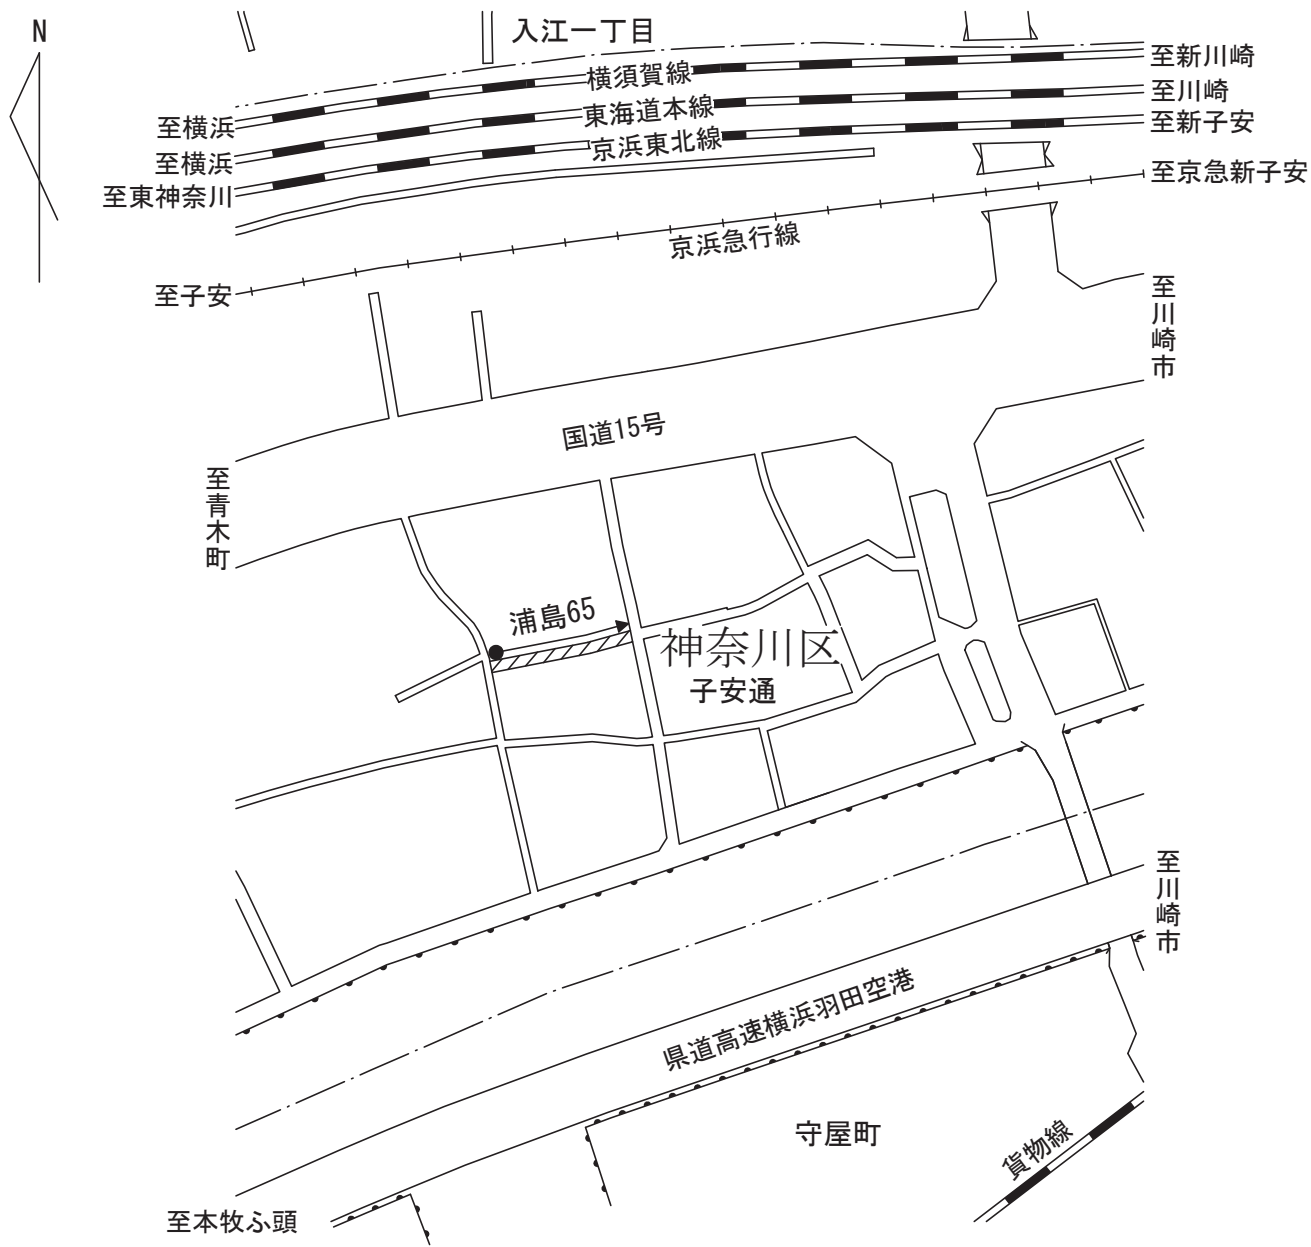 N
入江一丁目
横須賀線
至新川崎
東海道本線
至川崎
至横浜
京浜東北線
至新子安
至横浜
至東神奈川
至京急新子安
京浜急行線
至子安
至川崎市
国道15号
至青木町
浦島65
神奈川区
子安通
至川崎市
県道高速横浜羽田空港
守屋町
貨物線
至本牧ふ頭